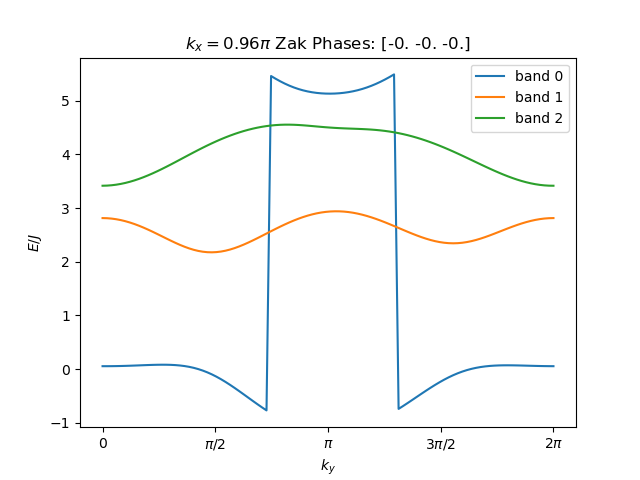 $k_x = 0.96\pi$ Zak Phases: [-0. -0. -0.]
band 0
band 1
band 2
E/J
5
4
3
2
1
0
−1
0
π/2
π
3π/2
2π
$k_y$